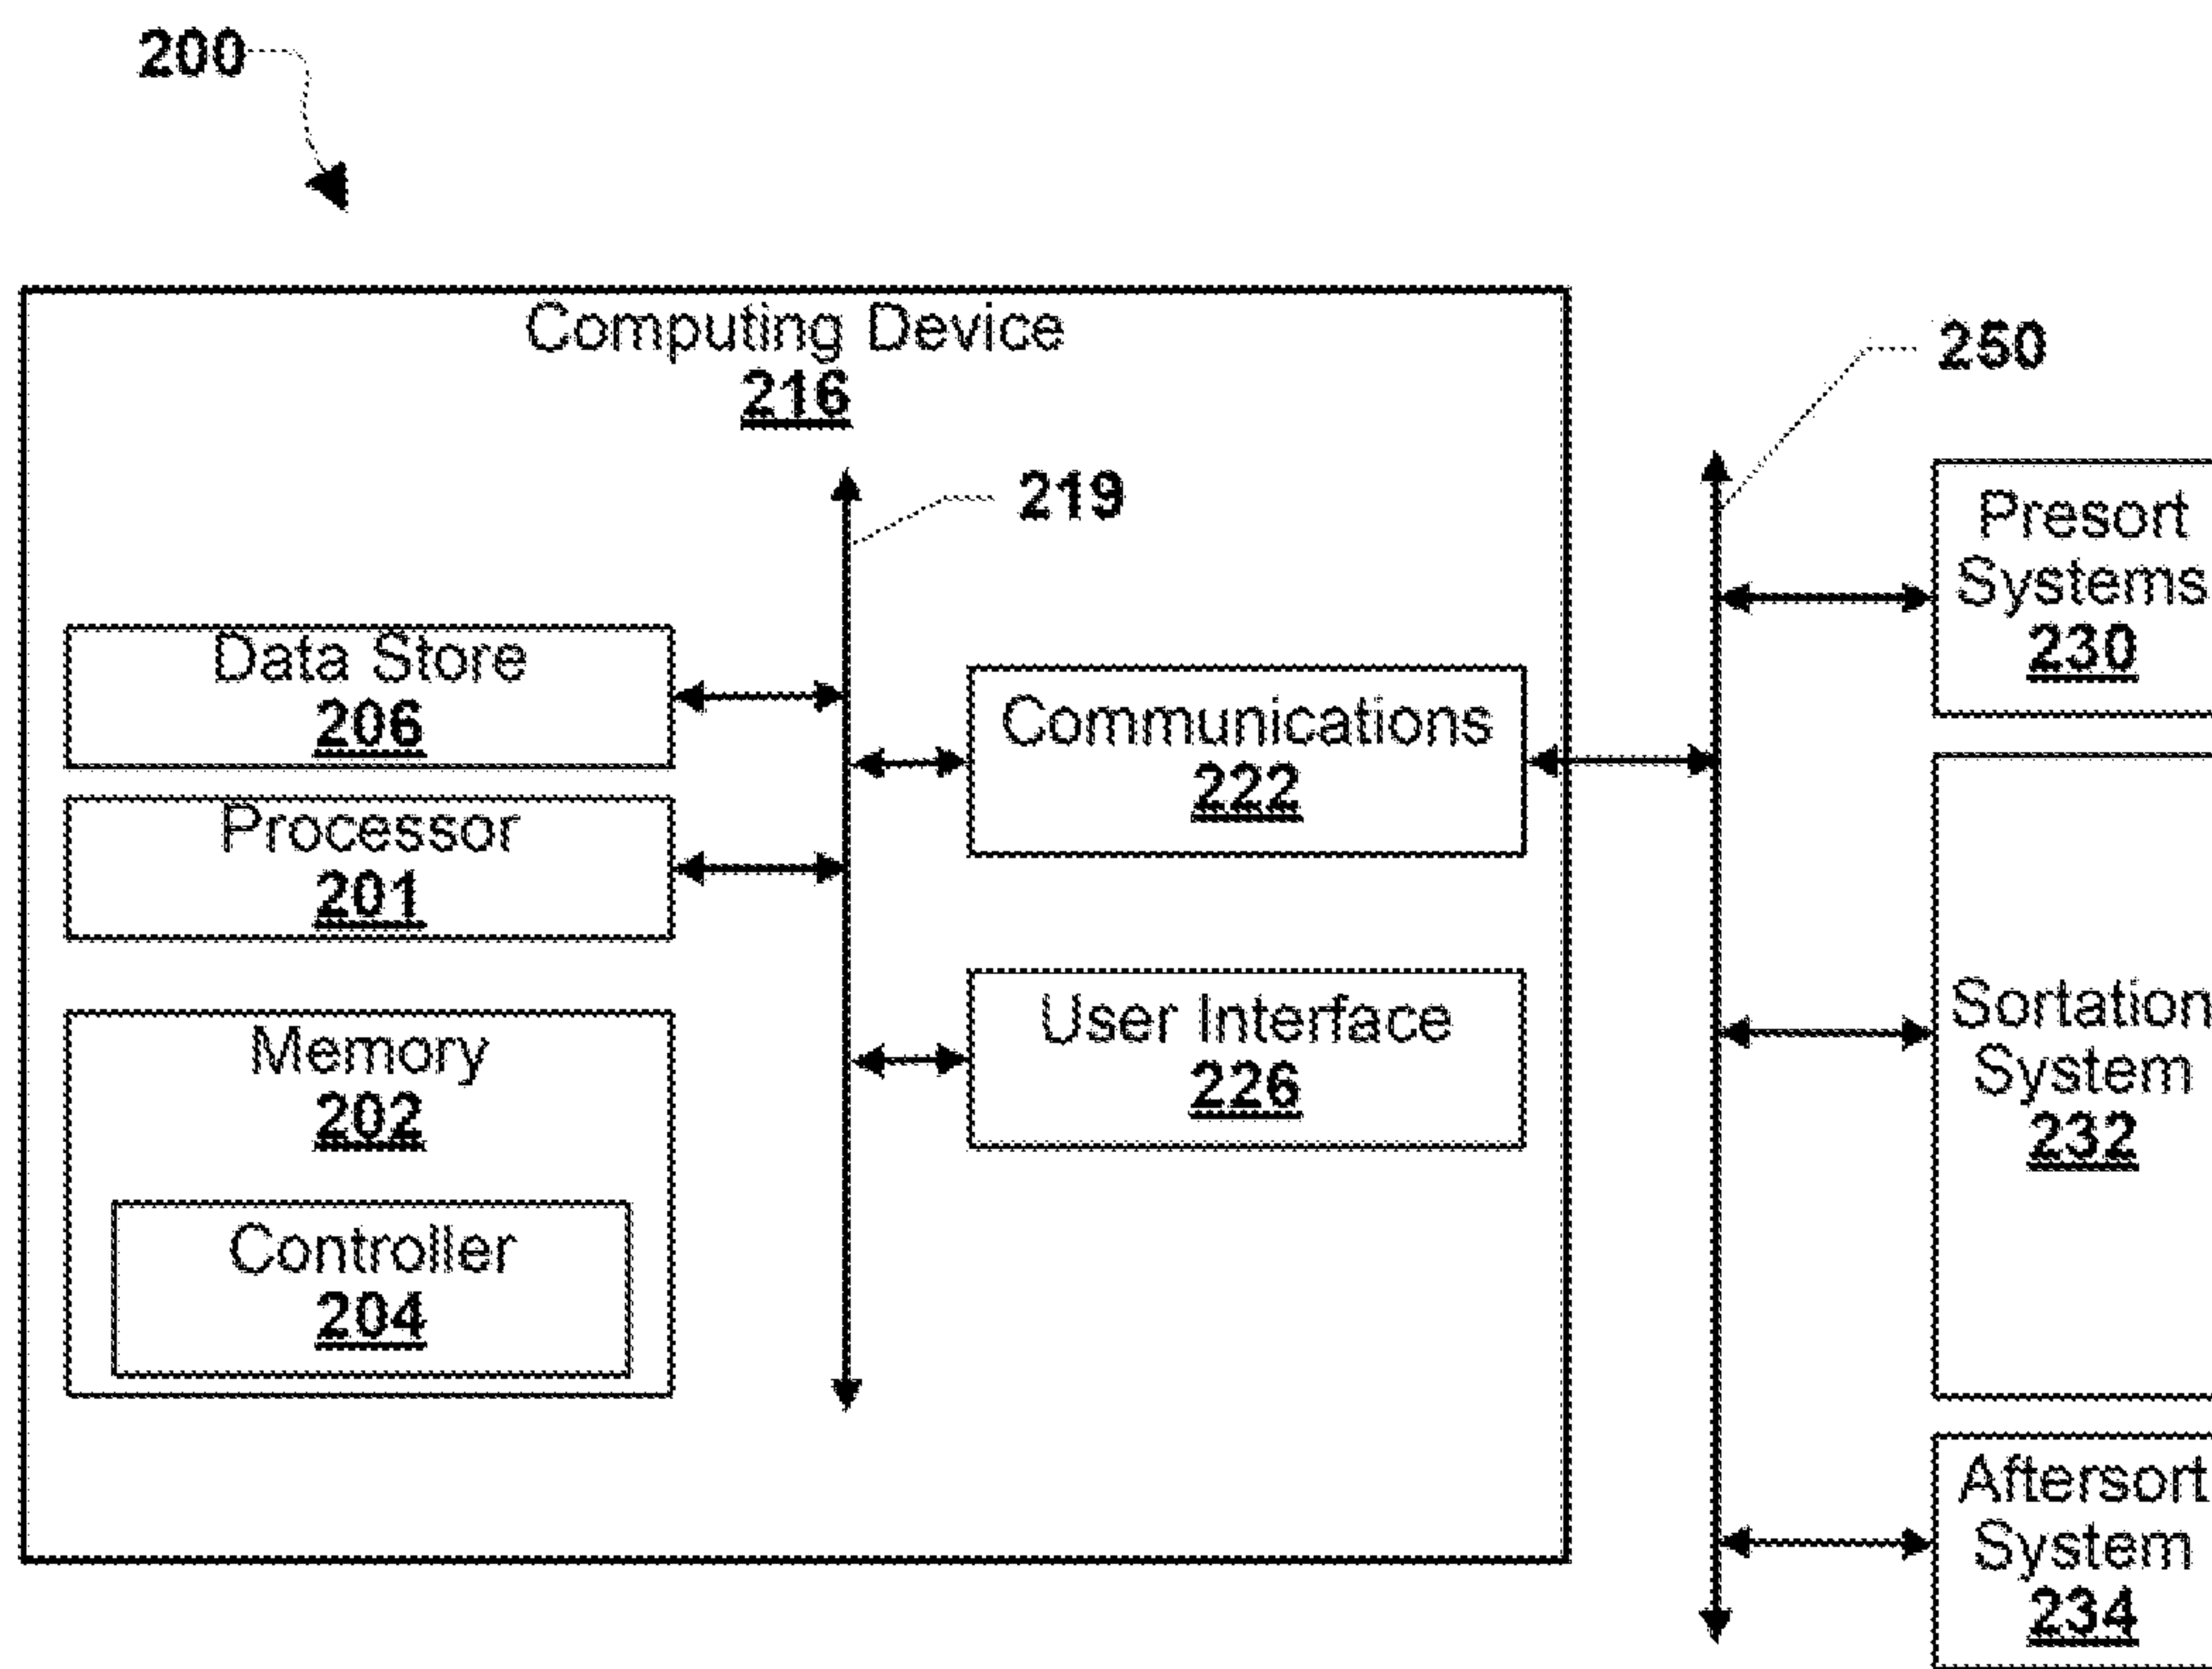 200
Computing Device
216
250
219
Presort
Systems
230
Data Store
206
Communications
222
Processor
201
User Interface
226
Memory
202
Controller
204
Sortation
System
232
Aftersort
System
234